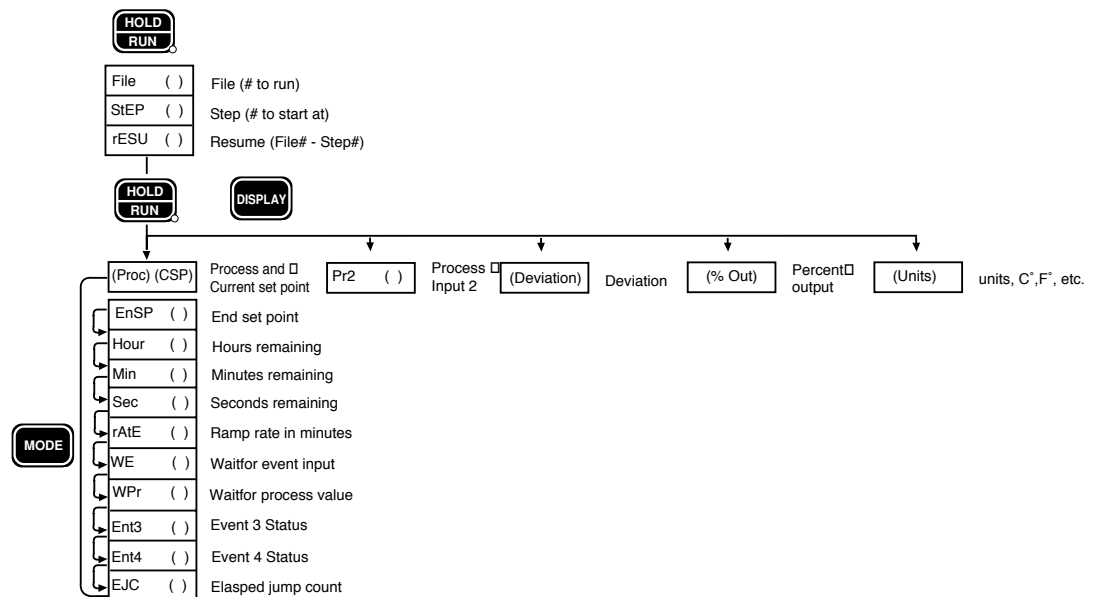 HOLD
RUN
File ( ) File (# to run)
StEP ( ) Step (# to start at)
rESU ( ) Resume (File# - Step#)
HOLD
RUN
DISPLAY
(Proc) (CSP) Process and □
Current set point
Pr2 ( ) Process □
Input 2
(Deviation) Deviation
(% Out) Percent□
output
(Units) units, C°,F°, etc.
EnSP ( ) End set point
Hour ( ) Hours remaining
Min ( ) Minutes remaining
Sec ( ) Seconds remaining
rAtE ( ) Ramp rate in minutes
MODE
WE ( ) Waitfor event input
WPr ( ) Waitfor process value
Ent3 ( ) Event 3 Status
Ent4 ( ) Event 4 Status
EJC ( ) Elasped jump count